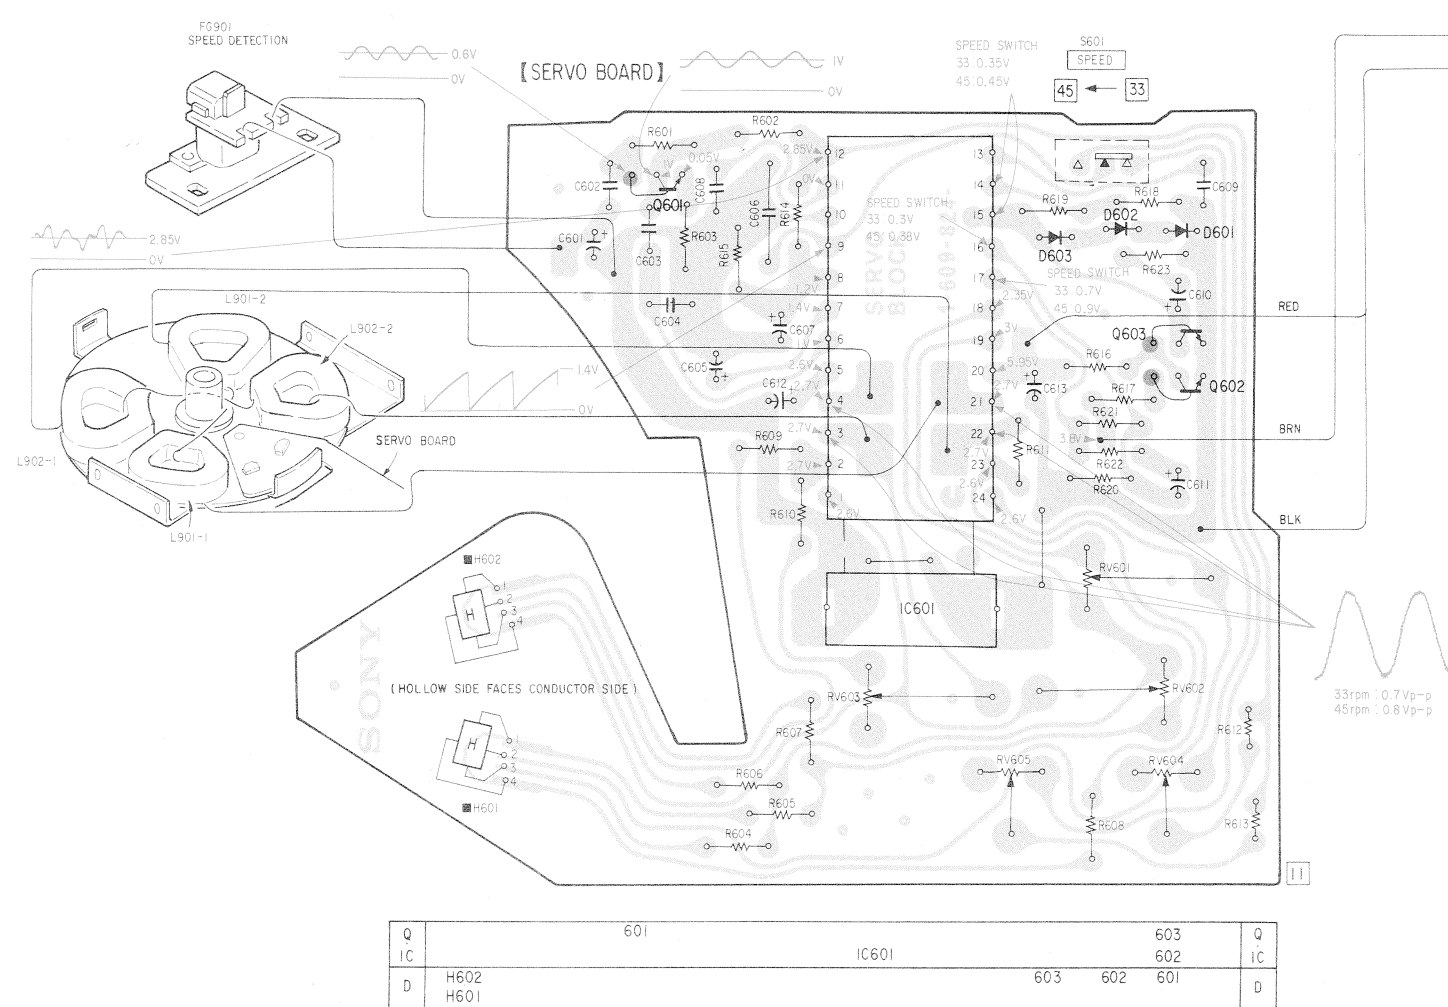 FG901
SPEED DETECTION
0.6V
0V
【SERVO BOARD】
1V
0V
SPEED SWITCH
33:0.35V
45:0.45V
S601
SPEED
45
33
2.85V
0V
R601
R602
C602
1V
0.05V
Q601
C608
C606
R614
C601
C603
R603
R615
C604
C607
C605
C612
R609
R610
2.85V
0V
1.2V
1.4V
1V
2.6V
2.7V
2.7V
2.7V
2.6V
12
11
10
9
8
7
6
5
4
3
2
1
13
14
15
16
17
18
19
20
21
22
23
24
SPEED SWITCH
33:0.3V
45:0.38V
SERVO
BLOCK
SPEED SWITCH
33:0.7V
45:0.9V
2.35V
3V
5.95V
2.7V
2.7V
2.6V
2.6V
3.8V
R619
R618
C609
D602
D601
D603
R623
C610
Q603
R616
C613
R617
Q602
R621
R611
R622
R620
C611
RED
BRN
BLK
L901-2
L902-2
1.4V
0V
SERVO BOARD
L902-1
L901-1
H602
H
1
2
3
4
SONY
(HOLLOW SIDE FACES CONDUCTOR SIDE)
H
1
2
3
4
H601
IC601
RV601
RV603
RV602
R607
R612
RV605
RV604
R606
R605
R604
R608
R613
33rpm:0.7Vp-p
45rpm:0.8Vp-p
11
Q 601 603 Q
IC IC601 602 IC
D H602 603 602 601 D
H601